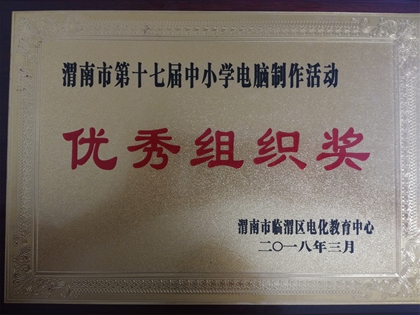 渭南市第十七届中小学电脑制作活动
优秀组织奖
渭南市临渭区电化教育中心
二〇一八年三月